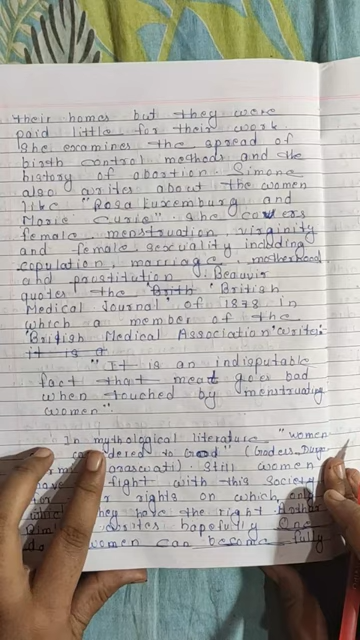 their homes but they were
paid little for their work.
She examines the spread of
birth control methods and the
history of abortion. Simone
also writes about the women
like "Rosa Luxemburg and
Marie Curie". She covers
female menstruation, virginity
and female sexuality including
copulation, marriage, motherhood
and prostitution. Beauvir
quotes the Brith British
Medical Journal of 1878 in
which a member of the
British Medical Association writes:
it is a
"It is an indisputable
fact that meat goes bad
when touched by menstruating
women"
In mythological literature "women
to God" (Goddess, Durga
Saraswati). Still women
fight with this society
rights on which only
they have the right. Author
writes hopefully One
women can become fully